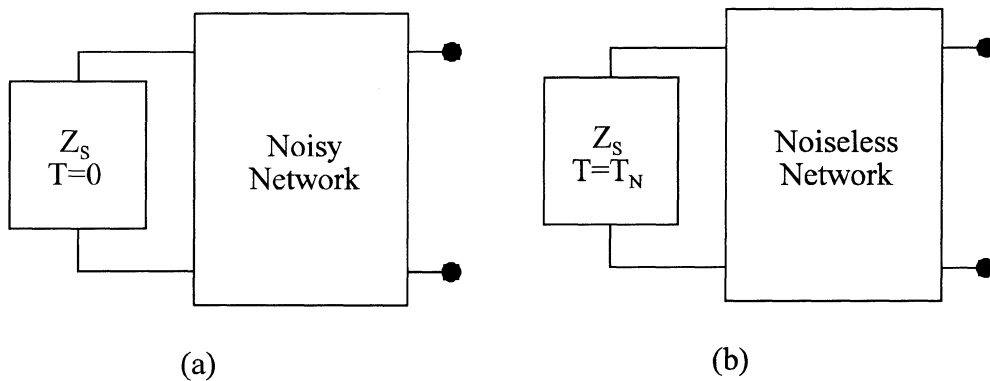 Z_S
T=0
Noisy
Network
(a)
Z_S
T=T_N
Noiseless
Network
(b)